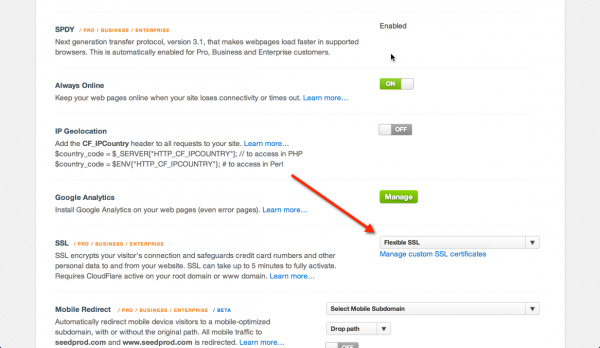 SPDY / PRO / BUSINESS / ENTERPRISE
Enabled
Next generation transfer protocol, version 3.1, that makes webpages load faster in supported
browsers. This is automatically enabled for Pro, Business and Enterprise customers.
Always Online
ON
Keep your web pages online when your site loses connectivity or times out. Learn more...
IP Geolocation
OFF
Add the CF_IPCountry header to all requests to your site. Learn more...
$country_code = $_SERVER["HTTP_CF_IPCOUNTRY"]; // to access in PHP
$country_code = $ENV{"HTTP_CF_IPCOUNTRY"}; # to access in Perl
Google Analytics
Manage
Install Google Analytics on your web pages (even error pages). Learn more...
SSL / PRO / BUSINESS / ENTERPRISE
Flexible SSL
Manage custom SSL certificates
SSL encrypts your visitor's connection and safeguards credit card numbers and other
personal data to and from your website. SSL can take up to 5 minutes to fully activate.
Requires CloudFlare active on your root domain or www domain. Learn more...
Mobile Redirect / PRO / BUSINESS / ENTERPRISE / BETA
Select Mobile Subdomain
Automatically redirect mobile device visitors to a mobile-optimized
subdomain, with or without the original path. All mobile traffic to
seedprod.com and www.seedprod.com is redirected. Learn more...
Drop path
OFF